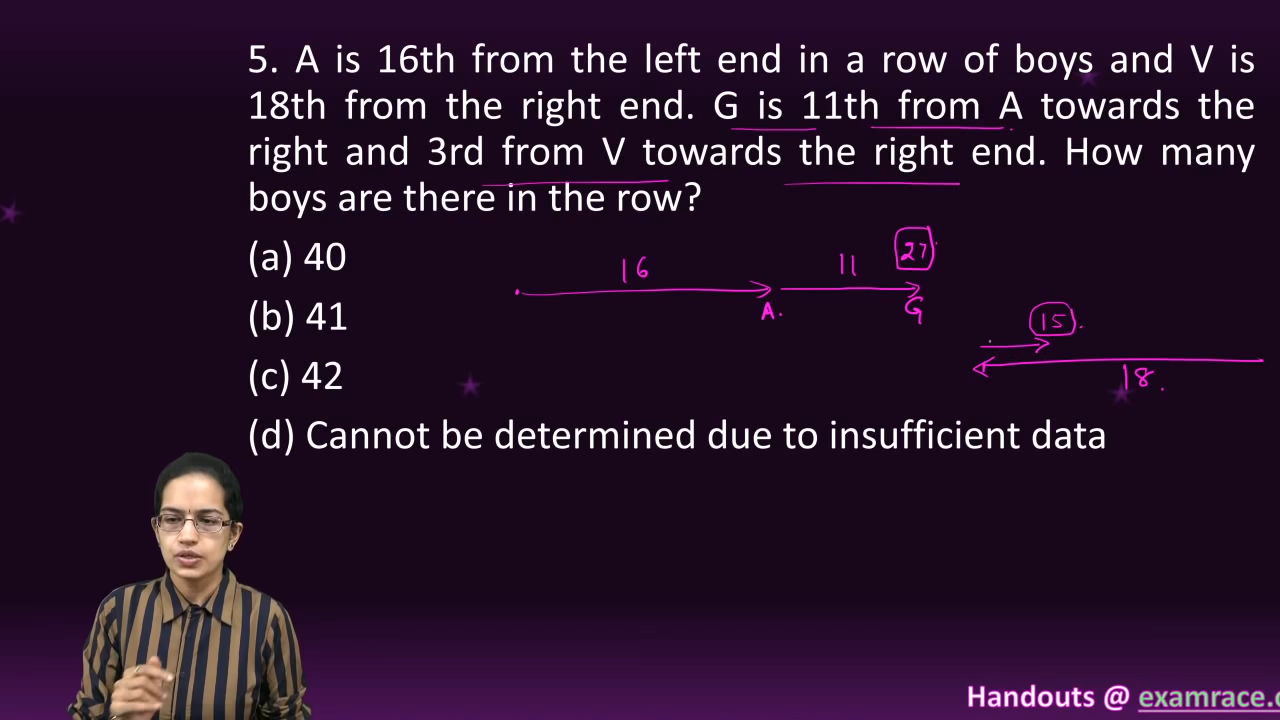 5. A is 16th from the left end in a row of boys and V is
18th from the right end. G is 11th from A towards the
right and 3rd from V towards the right end. How many
boys are there in the row?
(a) 40
16
11
27
A.
G
(b) 41
15
(c) 42
18.
(d) Cannot be determined due to insufficient data
Handouts @ examrace.